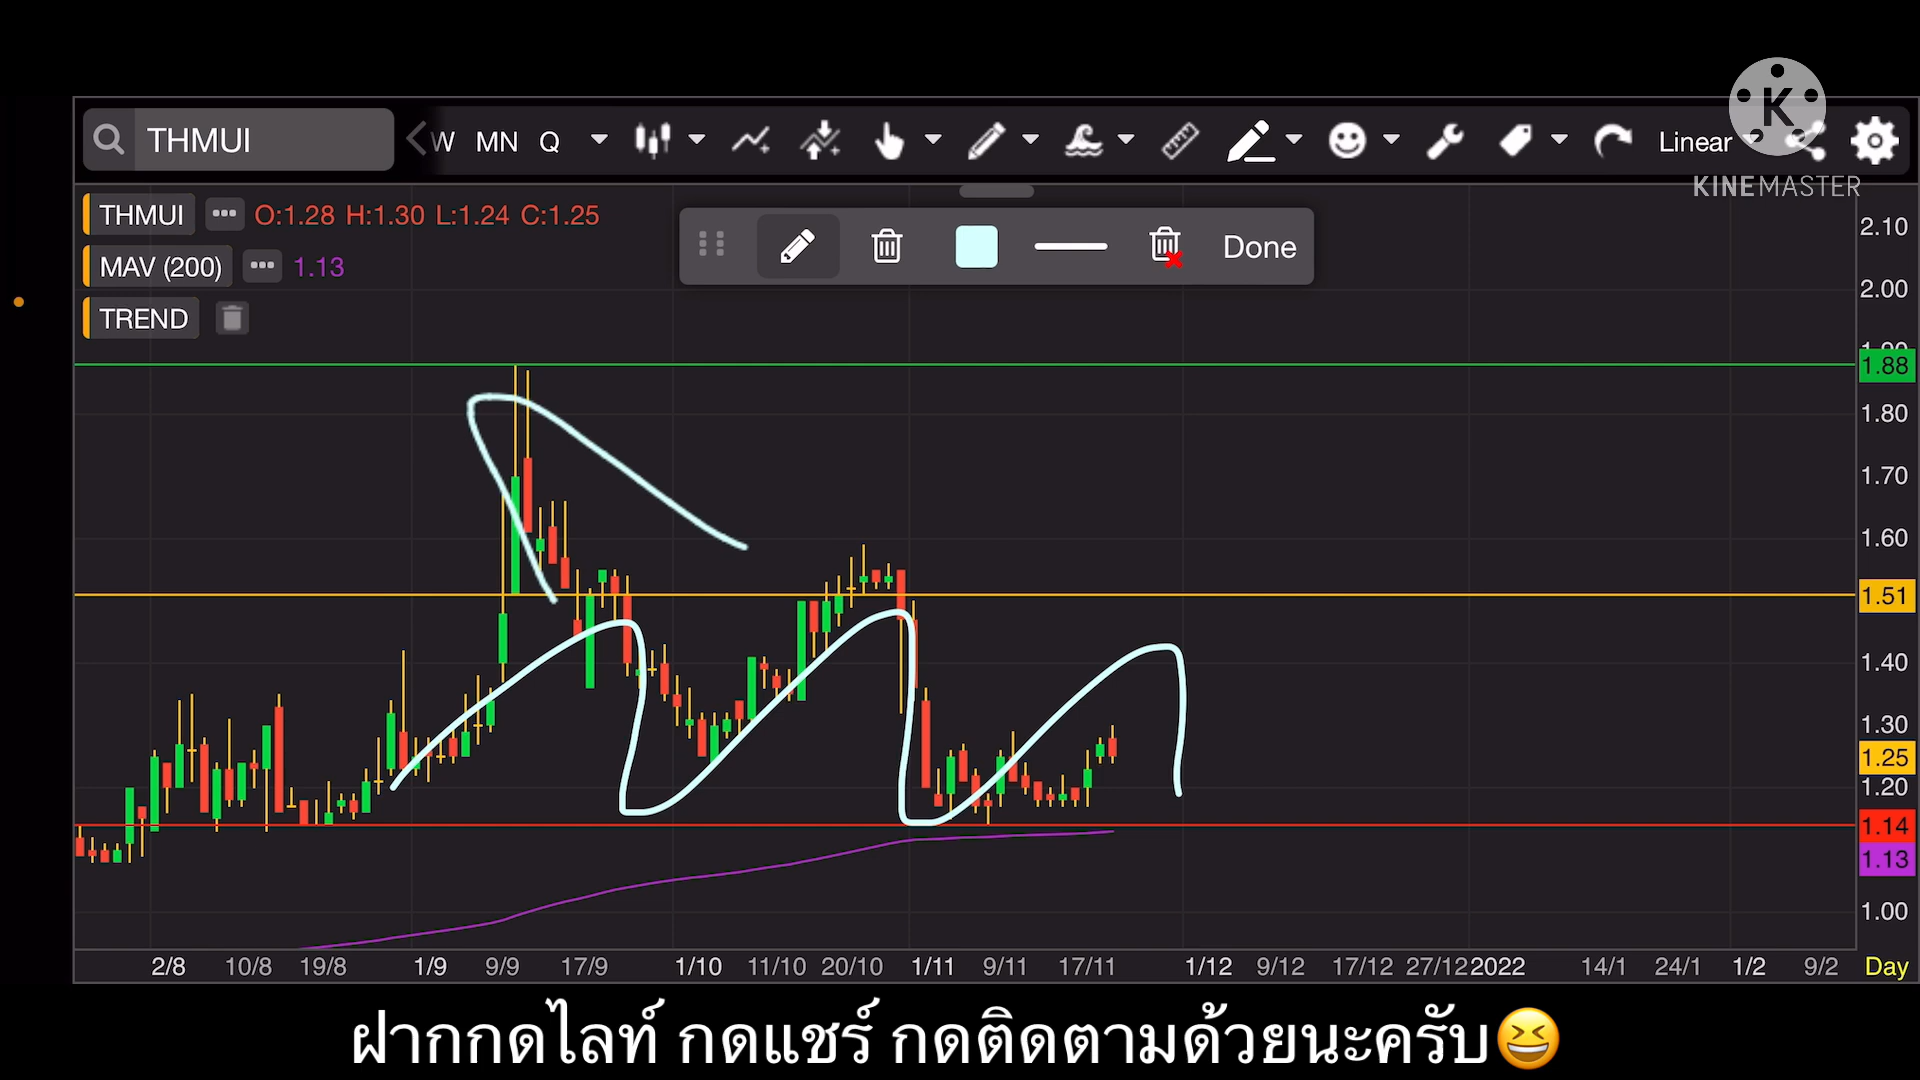 THMUI W MN Q Linear
KINEMASTER
THMUI O:1.28 H:1.30 L:1.24 C:1.25
Done
MAV (200) 1.13
TREND
2.10
2.00
1.88
1.80
1.70
1.60
1.51
1.40
1.30
1.25
1.20
1.14
1.13
1.00
2/8 10/8 19/8 1/9 9/9 17/9 1/10 11/10 20/10 1/11 9/11 17/11 1/12 9/12 17/12 27/12 2022 14/1 24/1 1/2 9/2 Day
ฝากกดไลท์ กดแชร์ กดติดตามด้วยนะครับ😆